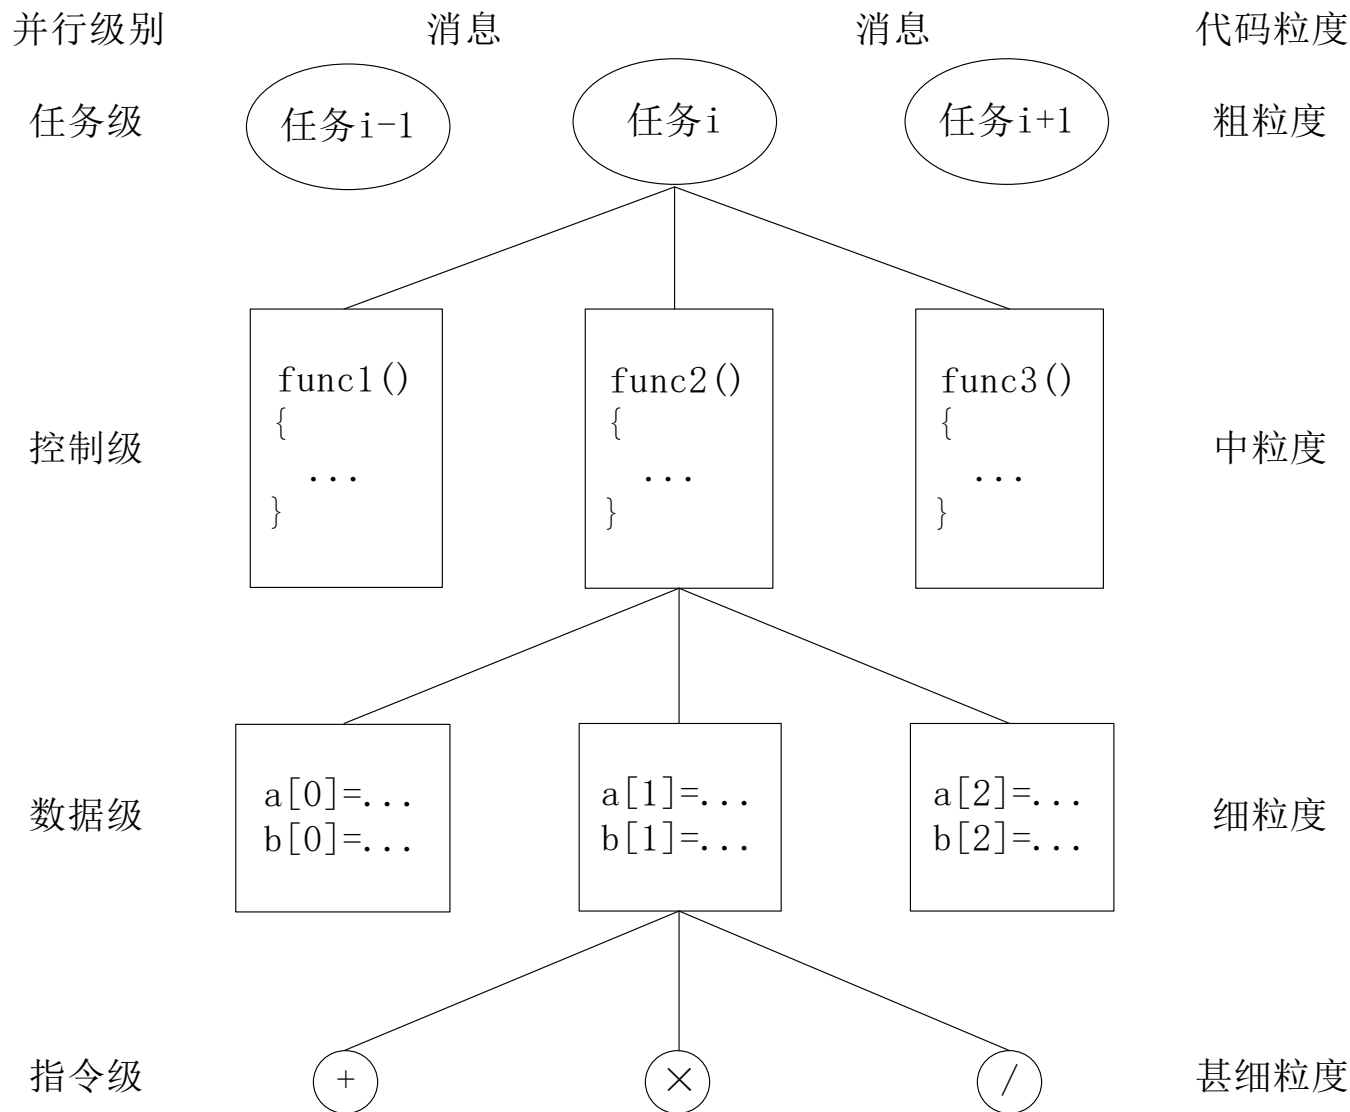 并行级别 消息 消息 代码粒度
任务级 任务i-1 任务i 任务i+1 粗粒度
func1() func2() func3()
{ { {
控制级 中粒度
... ... ...
} } }
a[0]=... a[1]=... a[2]=...
数据级 细粒度
b[0]=... b[1]=... b[2]=...
指令级 + × / 甚细粒度